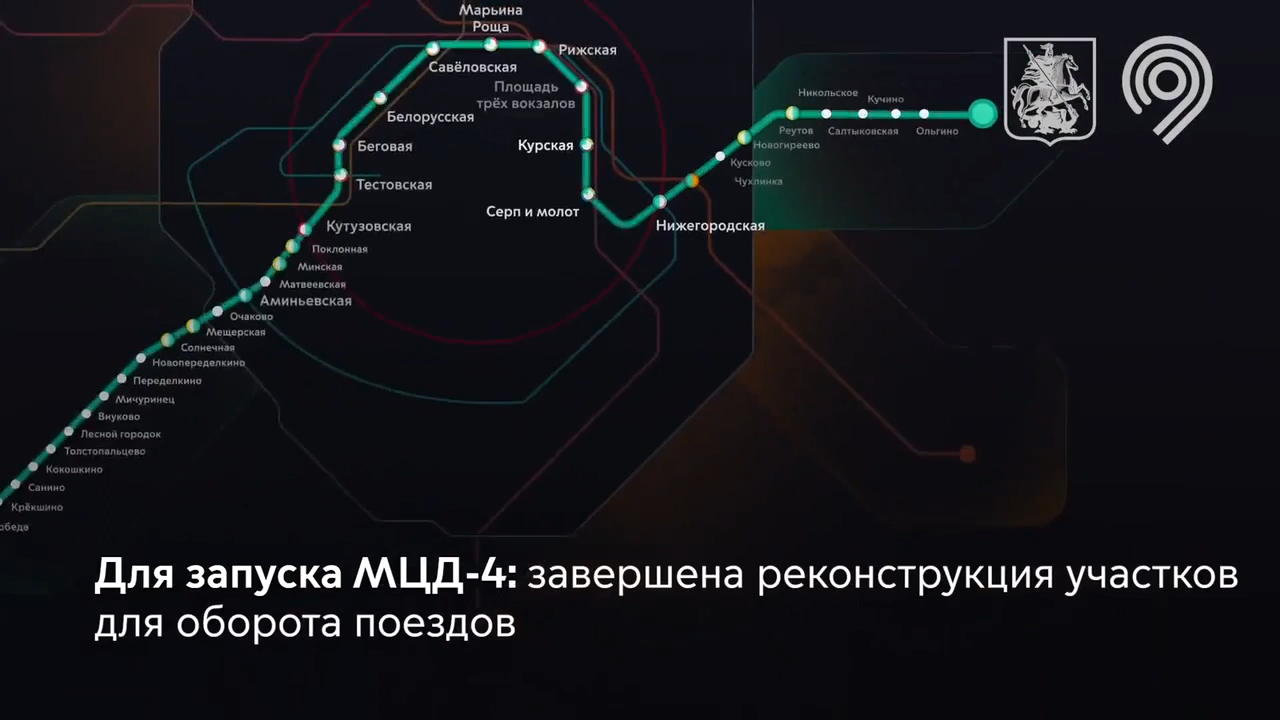 Марьина
Роща
Рижская
Савёловская
Площадь
трёх вокзалов
Белорусская
Беговая
Курская
Тестовская
Серп и молот
Нижегородская
Никольское
Кучино
Реутов
Салтыковская
Ольгино
Новогиреево
Кусково
Чухлинка
Кутузовская
Поклонная
Минская
Матвеевская
Аминьевская
Очаково
Мещерская
Солнечная
Новопеределкино
Переделкино
Мичуринец
Внуково
Лесной городок
Толстопальцево
Кокошкино
Санино
Крёкшино
обеда
Для запуска МЦД-4: завершена реконструкция участков
для оборота поездов